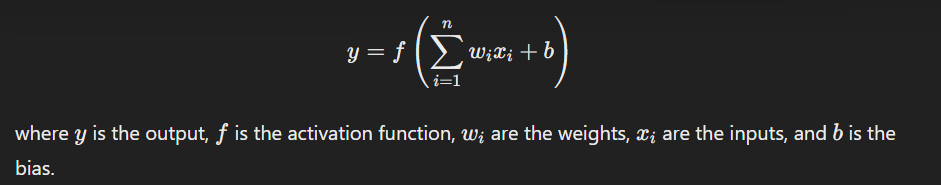 y = f ( ∑_{i=1}^{n} w_i x_i + b )
where y is the output, f is the activation function, w_i are the weights, x_i are the inputs, and b is the
bias.